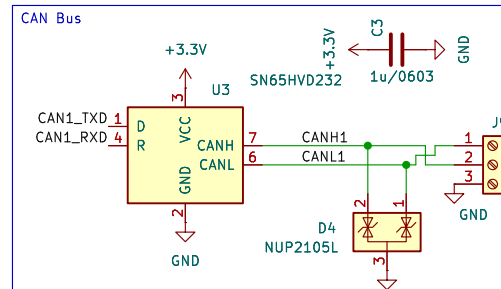 CAN Bus
+3.3V
C3
+3.3V
GND
1u/0603
SN65HVD232
U3
3
VCC
CAN1_TXD 1 D
CAN1_RXD 4 R
CANH 7 CANH1
CANL 6 CANL1
GND
2
GND
1
2
3
GND
2 1
D4
NUP2105L
3